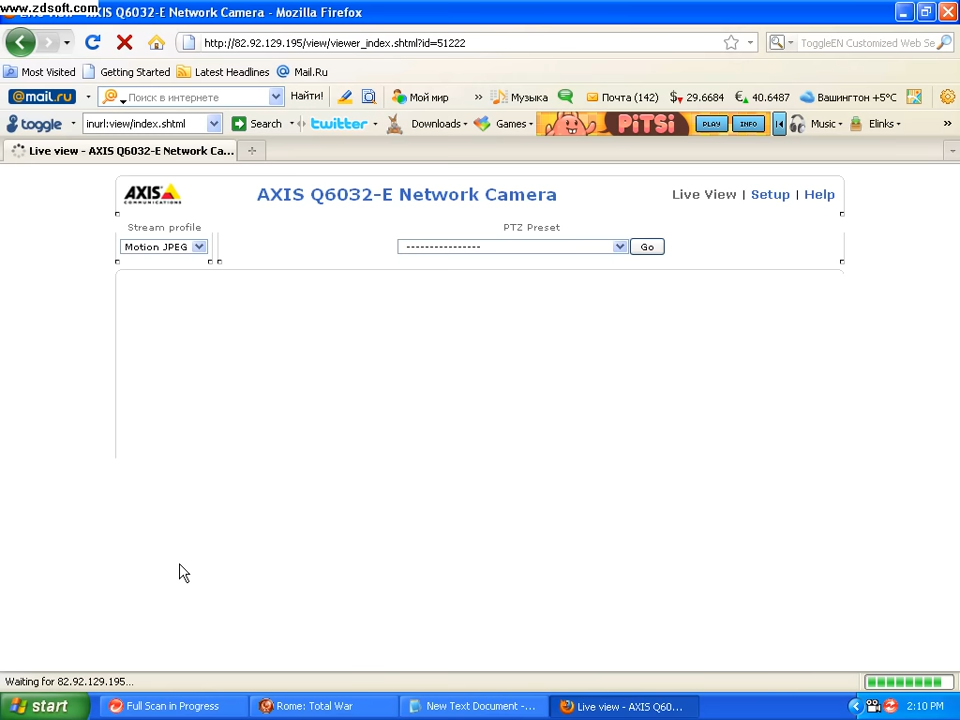 www.zdsoft.com
AXIS Q6032-E Network Camera - Mozilla Firefox
http://82.92.129.195/view/viewer_index.shtml?id=51222
ToggleEN Customized Web Se
Most Visited Getting Started Latest Headlines Mail.Ru
@mail.ru Поиск в интернете Найти! Мой мир » Музыка Почта (142) $ 29.6684 € 40.6487 Вашингтон +5°C
toggle inurl:view/index.shtml Search twitter Downloads Games PiTSi PLAY INFO Music Elinks »
Live view - AXIS Q6032-E Network Ca...
AXIS COMMUNICATIONS
AXIS Q6032-E Network Camera
Live View | Setup | Help
Stream profile
PTZ Preset
Motion JPEG
----------------
Go
Waiting for 82.92.129.195...
start Full Scan in Progress Rome: Total War New Text Document -... Live view - AXIS Q60... 2:10 PM